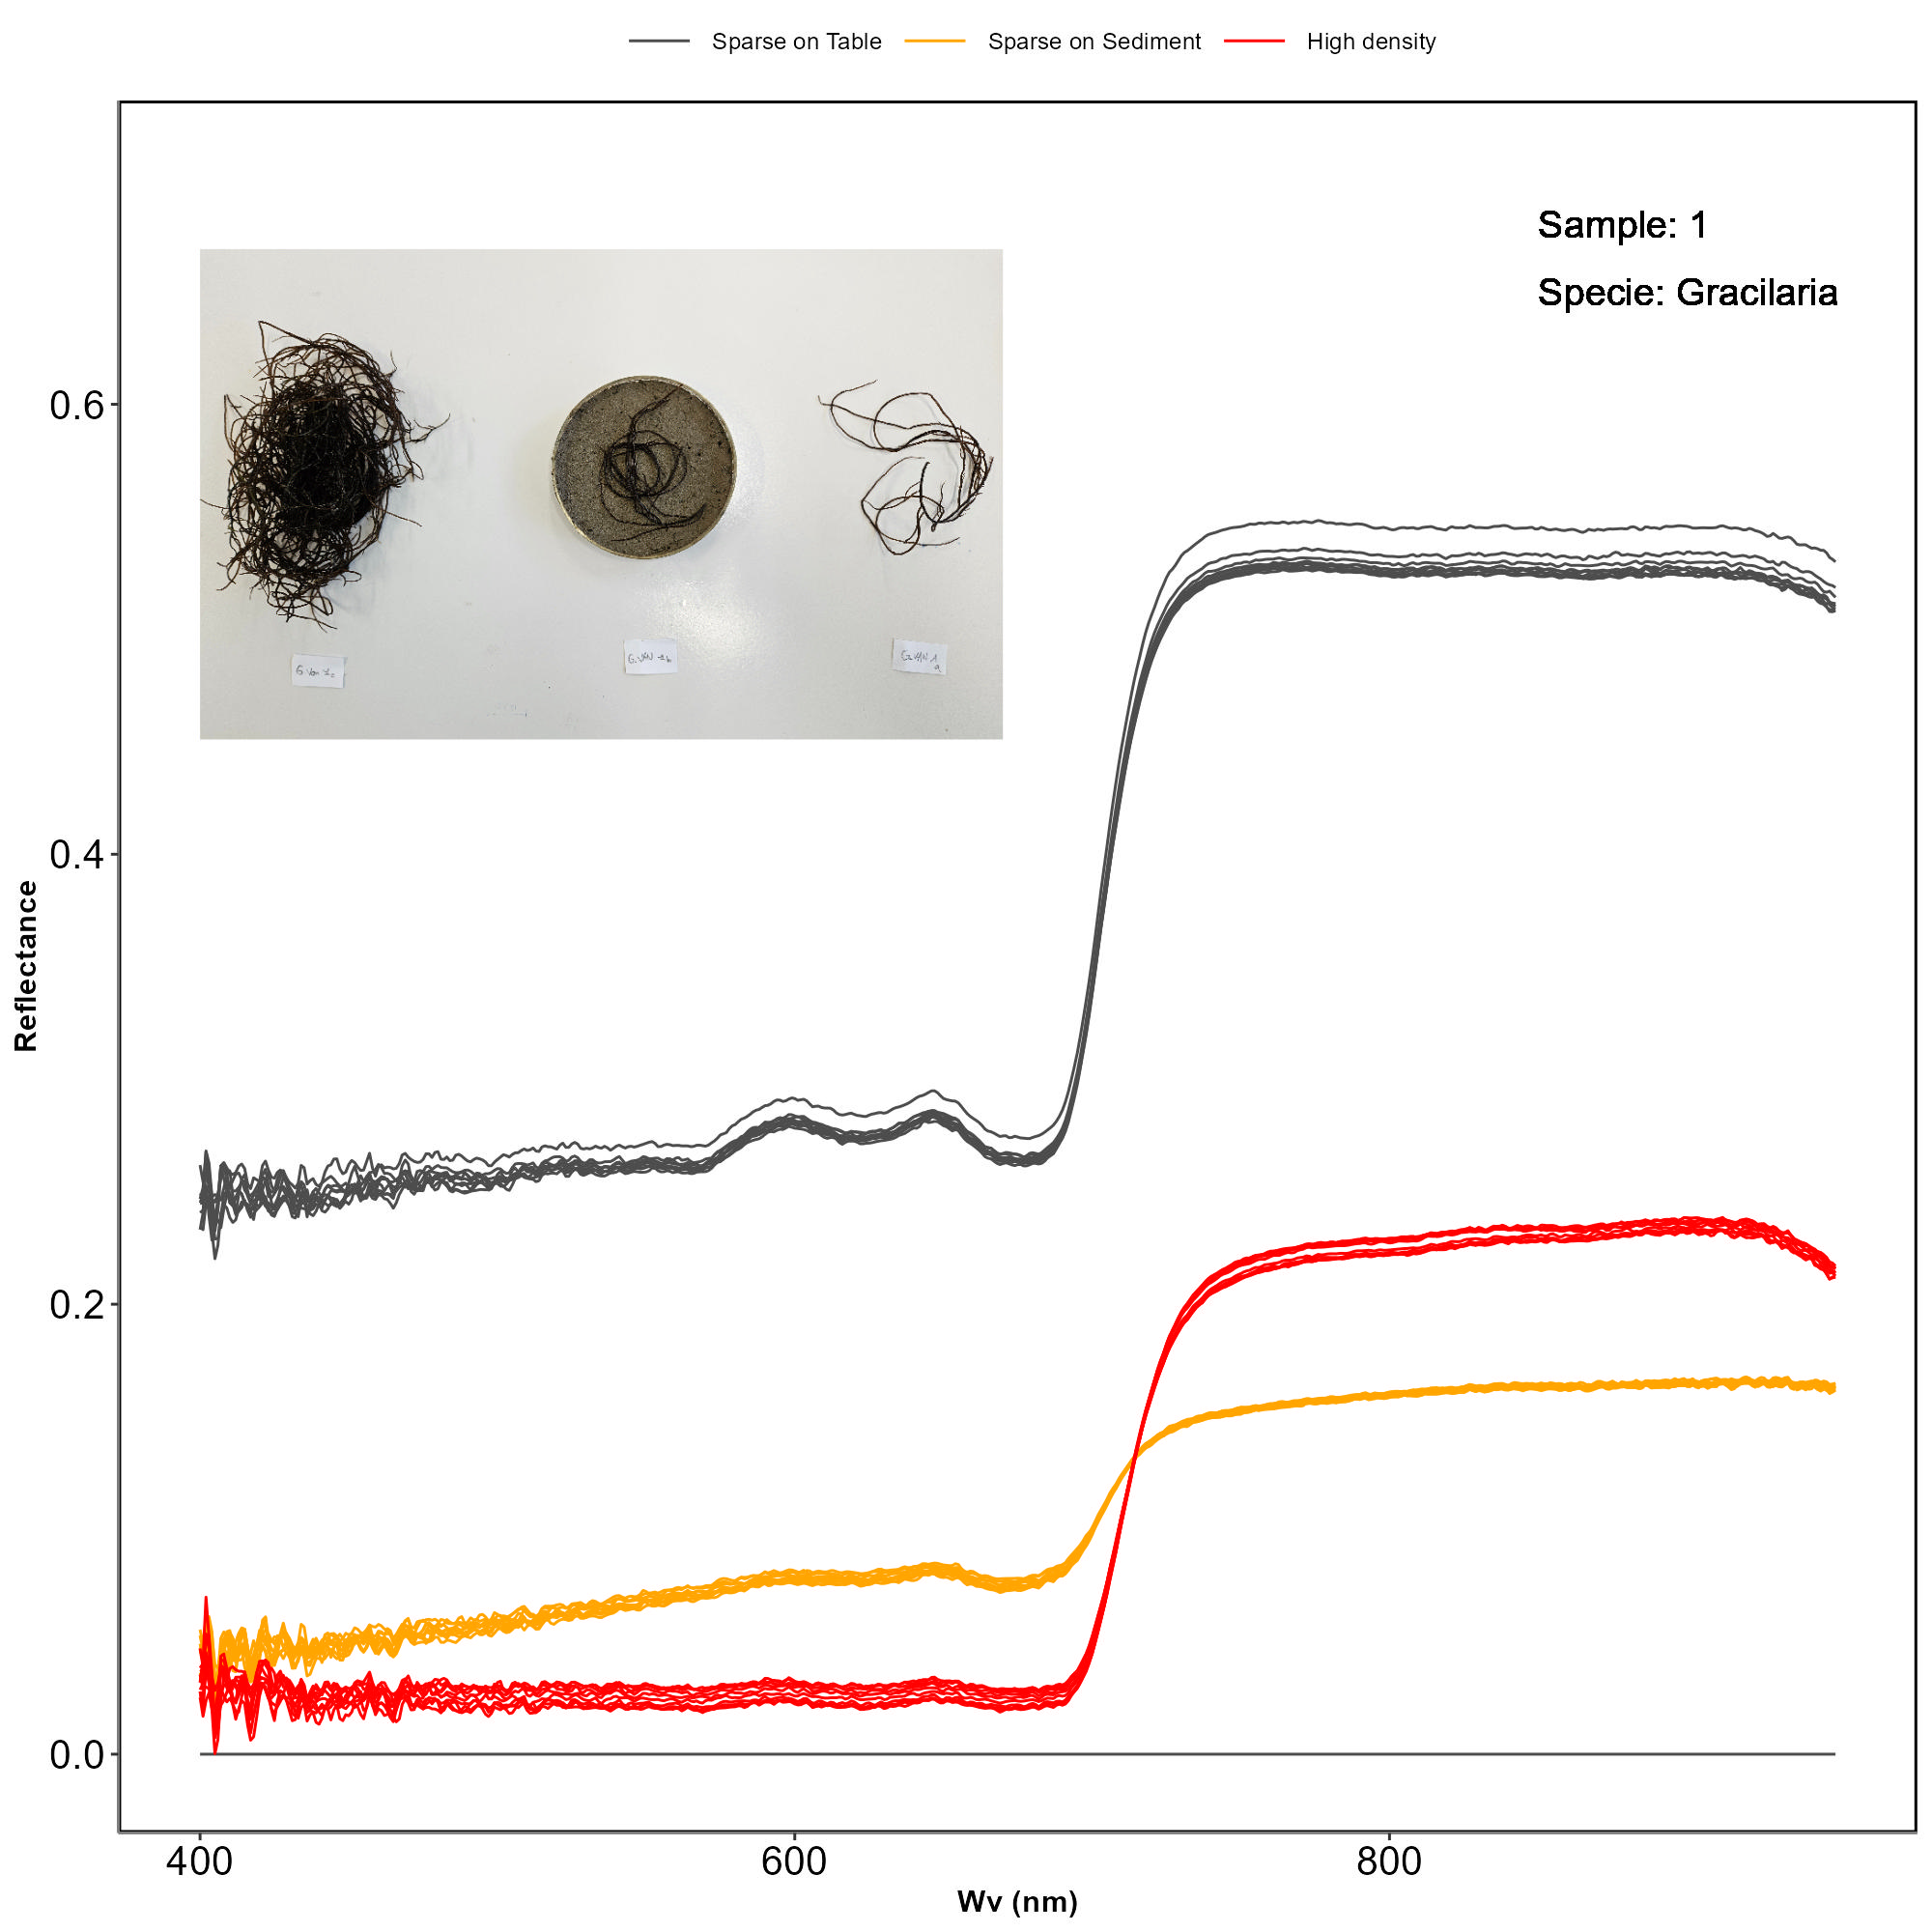 Sparse on Table Sparse on Sediment High density
Sample: 1
Specie: Gracilaria
0.6
0.4
0.2
0.0
Reflectance
400 600 800
Wv (nm)